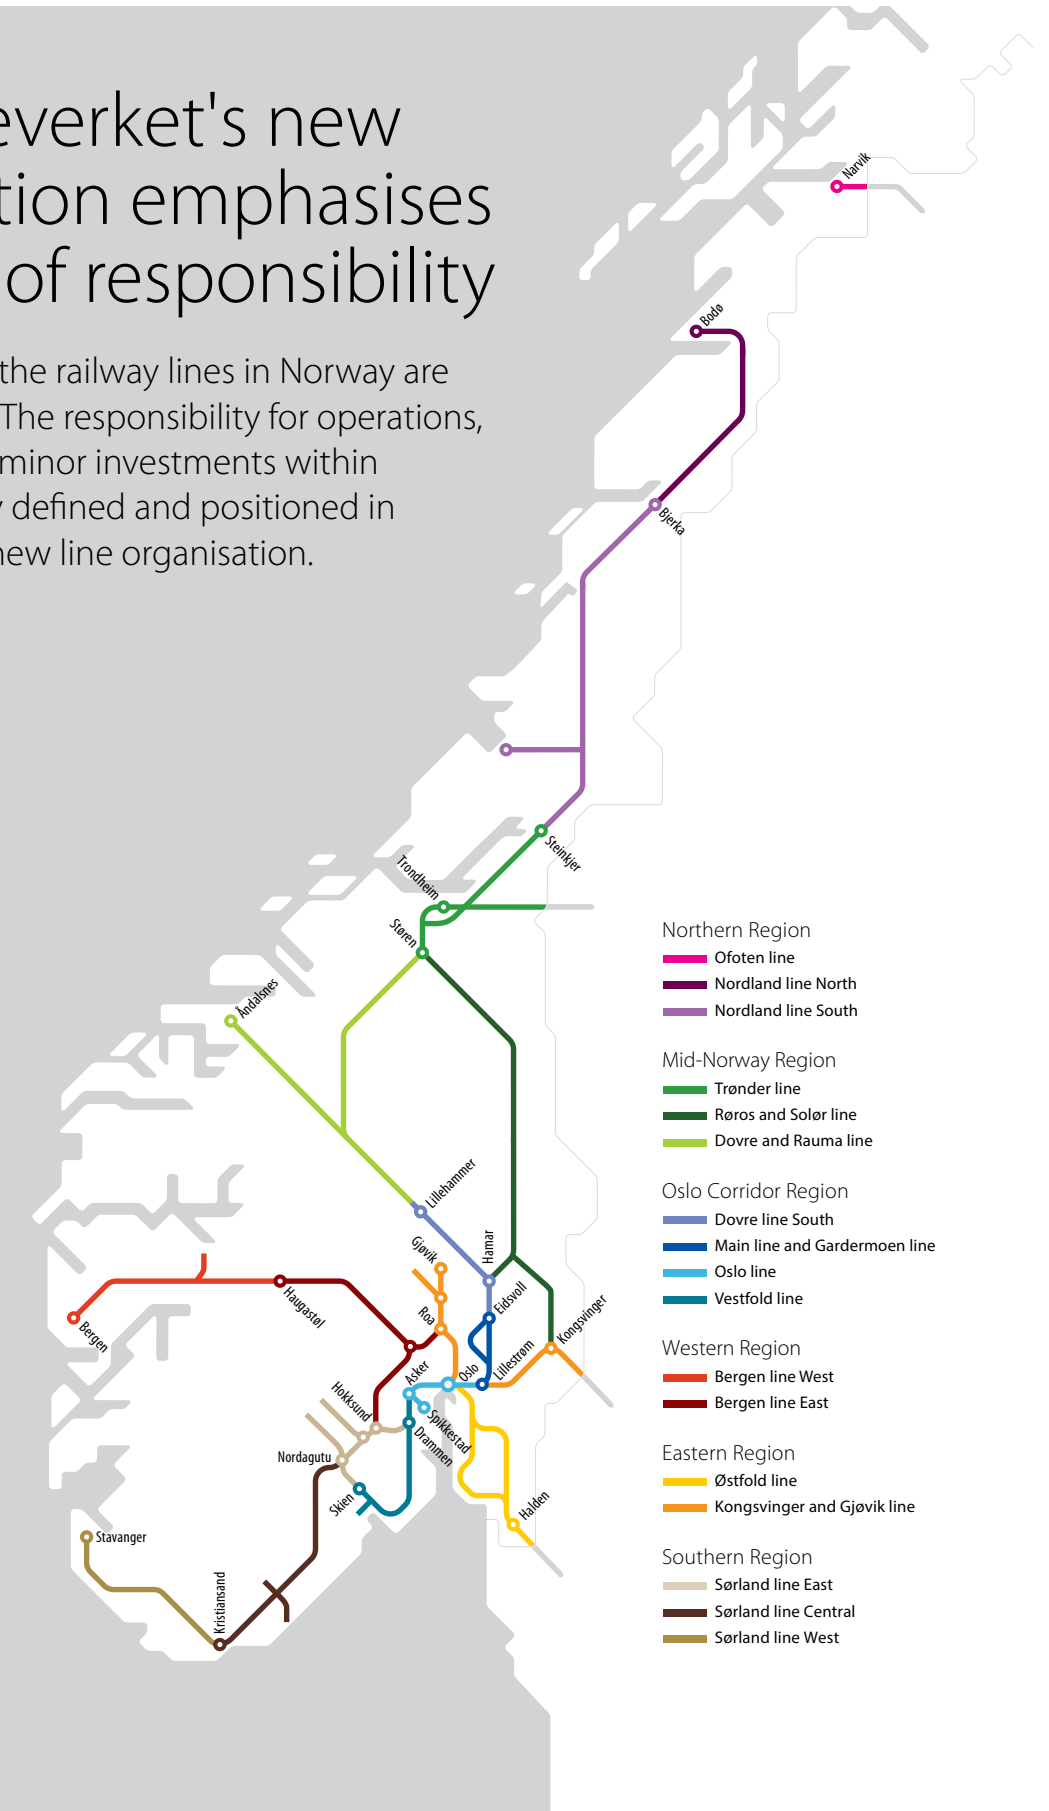 everket's new
tion emphasises
of responsibility
the railway lines in Norway are
The responsibility for operations,
minor investments within
y defined and positioned in
new line organisation.
Narvik
Bodø
Bjerka
Steinkjer
Trondheim
Støren
Åndalsnes
Lillehammer
Hamar
Gjøvik
Eidsvoll
Haugastøl
Roa
Kongsvinger
Bergen
Lillestrøm
Oslo
Asker
Hokksund
Spikkestad
Drammen
Nordagutu
Skien
Halden
Stavanger
Kristiansand
Northern Region
Ofoten line
Nordland line North
Nordland line South
Mid-Norway Region
Trønder line
Røros and Solør line
Dovre and Rauma line
Oslo Corridor Region
Dovre line South
Main line and Gardermoen line
Oslo line
Vestfold line
Western Region
Bergen line West
Bergen line East
Eastern Region
Østfold line
Kongsvinger and Gjøvik line
Southern Region
Sørland line East
Sørland line Central
Sørland line West